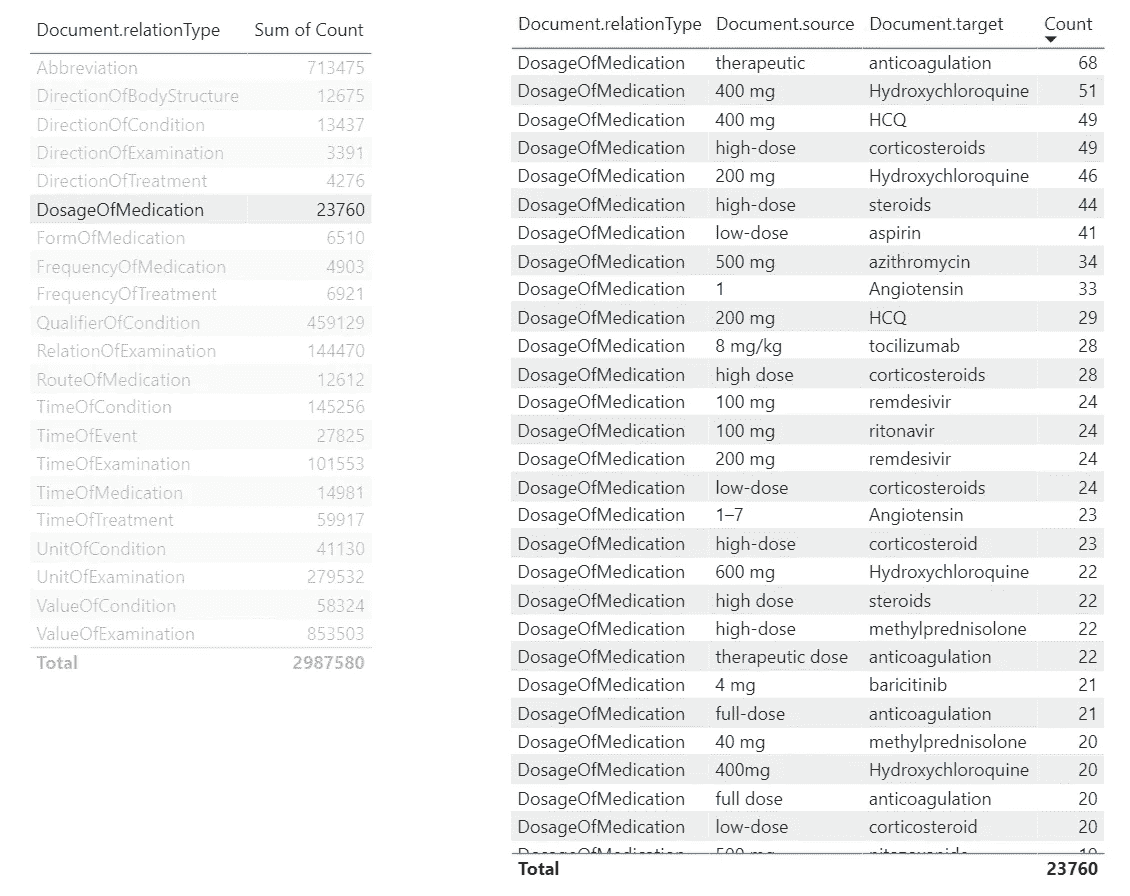 Document.relationType Sum of Count
Abbreviation 713475
DirectionOfBodyStructure 12675
DirectionOfCondition 13437
DirectionOfExamination 3391
DirectionOfTreatment 4276
DosageOfMedication 23760
FormOfMedication 6510
FrequencyOfMedication 4903
FrequencyOfTreatment 6921
QualifierOfCondition 459129
RelationOfExamination 144470
RouteOfMedication 12612
TimeOfCondition 145256
TimeOfEvent 27825
TimeOfExamination 101553
TimeOfMedication 14981
TimeOfTreatment 59917
UnitOfCondition 41130
UnitOfExamination 279532
ValueOfCondition 58324
ValueOfExamination 853503
Total 2987580
Document.relationType Document.source Document.target Count
DosageOfMedication therapeutic anticoagulation 68
DosageOfMedication 400 mg Hydroxychloroquine 51
DosageOfMedication 400 mg HCQ 49
DosageOfMedication high-dose corticosteroids 49
DosageOfMedication 200 mg Hydroxychloroquine 46
DosageOfMedication high-dose steroids 44
DosageOfMedication low-dose aspirin 41
DosageOfMedication 500 mg azithromycin 34
DosageOfMedication 1 Angiotensin 33
DosageOfMedication 200 mg HCQ 29
DosageOfMedication 8 mg/kg tocilizumab 28
DosageOfMedication high dose corticosteroids 28
DosageOfMedication 100 mg remdesivir 24
DosageOfMedication 100 mg ritonavir 24
DosageOfMedication 200 mg remdesivir 24
DosageOfMedication low-dose corticosteroids 24
DosageOfMedication 1–7 Angiotensin 23
DosageOfMedication high-dose corticosteroid 23
DosageOfMedication 600 mg Hydroxychloroquine 22
DosageOfMedication high dose steroids 22
DosageOfMedication high-dose methylprednisolone 22
DosageOfMedication therapeutic dose anticoagulation 22
DosageOfMedication 4 mg baricitinib 21
DosageOfMedication full-dose anticoagulation 21
DosageOfMedication 40 mg methylprednisolone 20
DosageOfMedication 400mg Hydroxychloroquine 20
DosageOfMedication full dose anticoagulation 20
DosageOfMedication low-dose corticosteroid 20
Total 23760